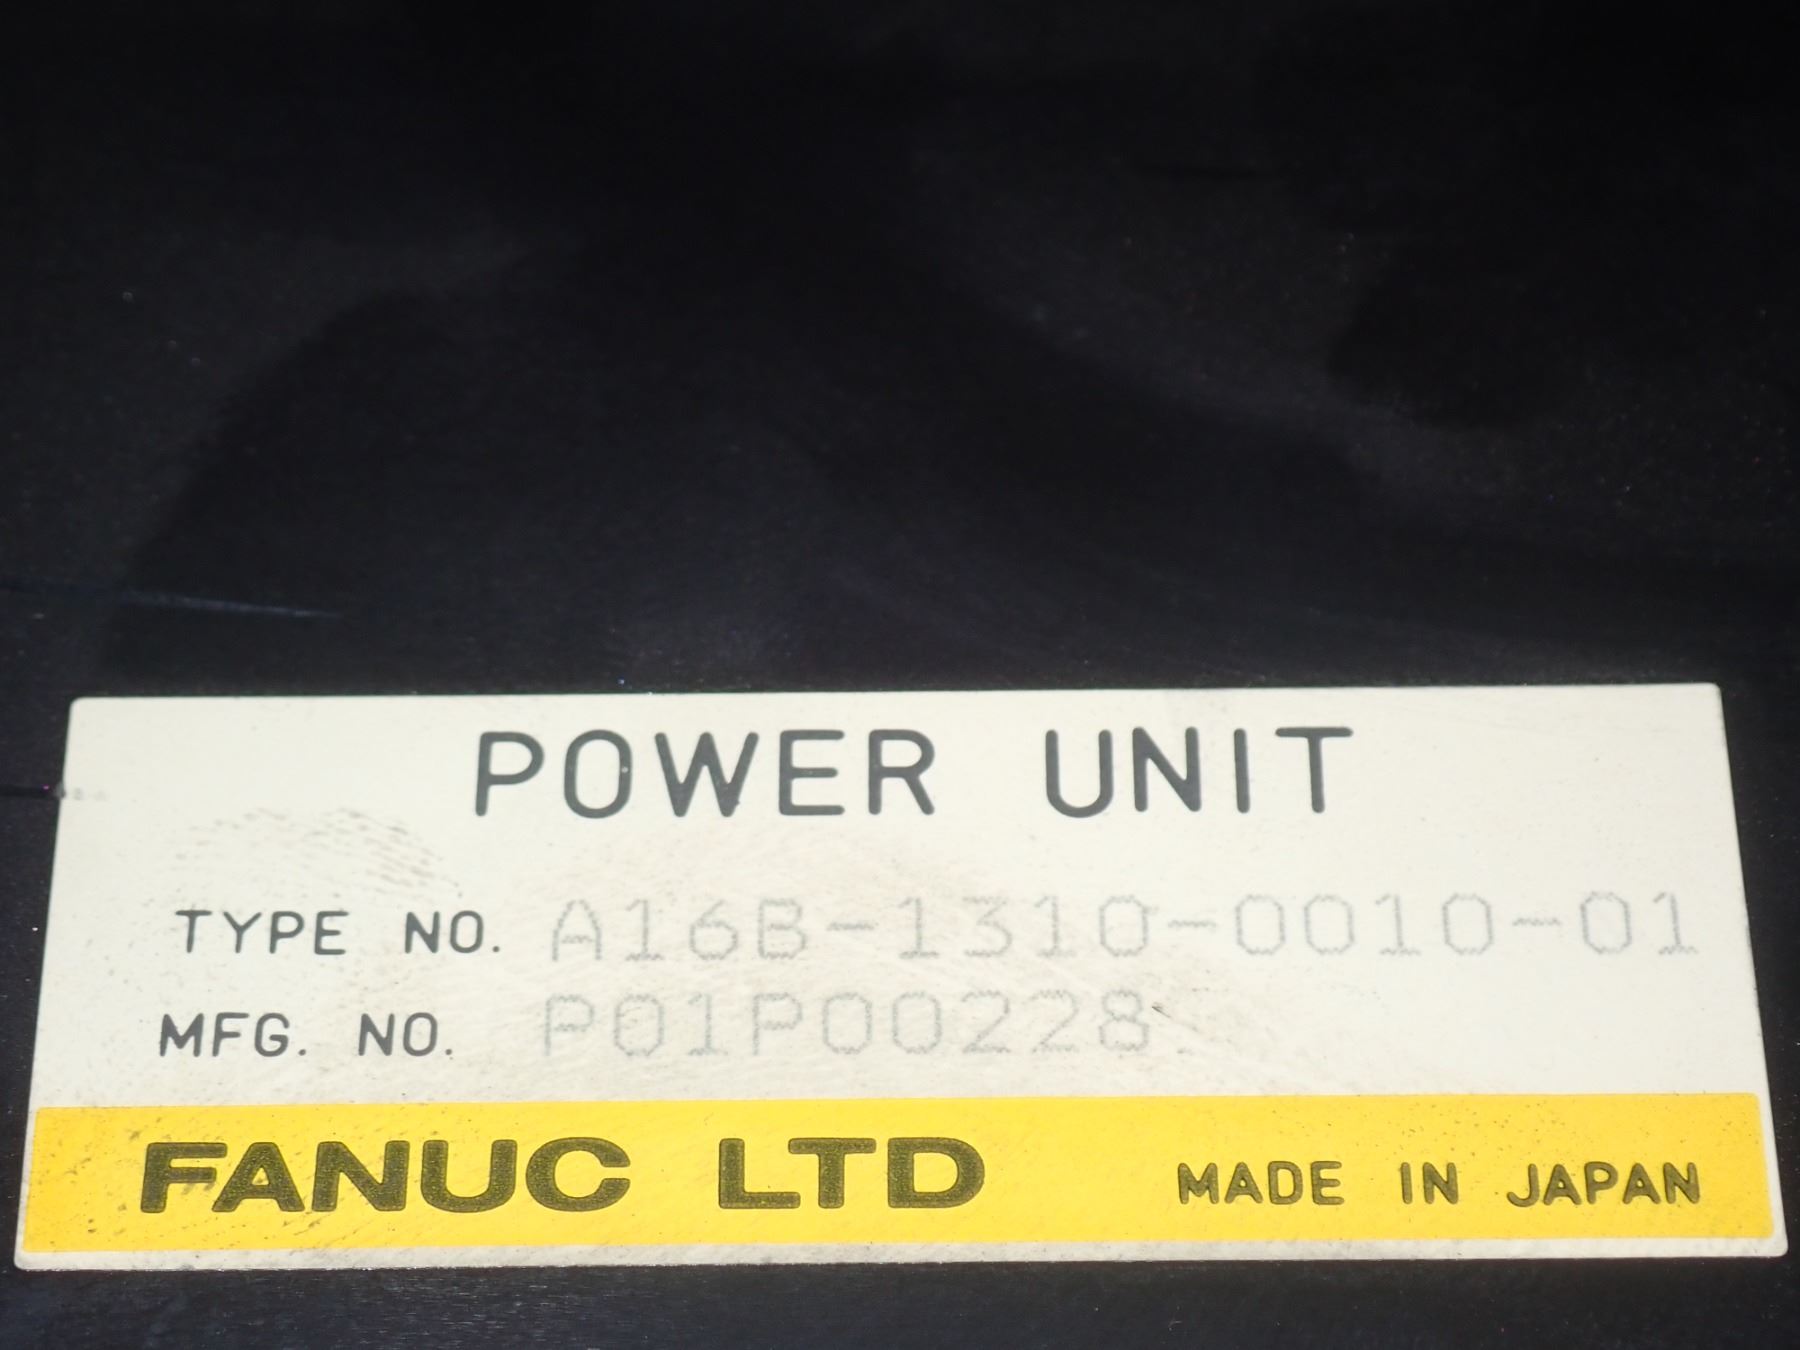 POWER UNIT
TYPE NO. A16B-1310-0010-01
MFG. NO. P01P00228
FANUC LTD MADE IN JAPAN